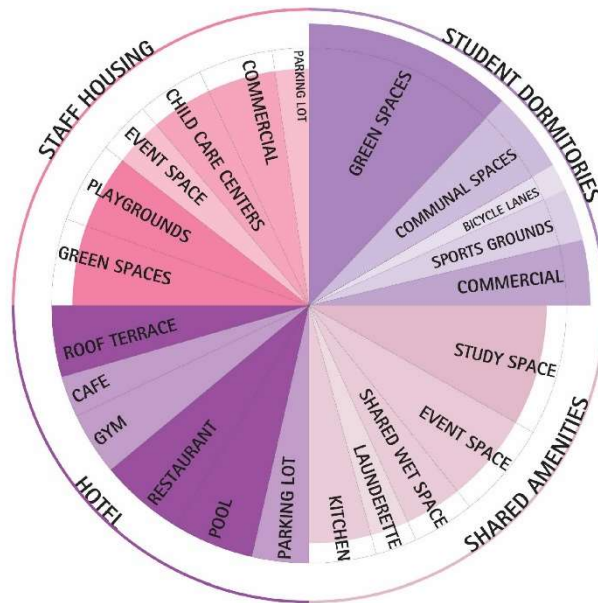 STAFF HOUSING
GREEN SPACES
PLAYGROUNDS
EVENT SPACE
CHILD CARE CENTERS
COMMERCIAL
PARKING LOT
STUDENT DORMITORIES
GREEN SPACES
COMMUNAL SPACES
BICYCLE LANES
SPORTS GROUNDS
COMMERCIAL
SHARED AMENITIES
STUDY SPACE
EVENT SPACE
SHARED WET SPACE
LAUNDERETTE
KITCHEN
HOTEL
PARKING LOT
POOL
RESTAURANT
GYM
CAFE
ROOF TERRACE